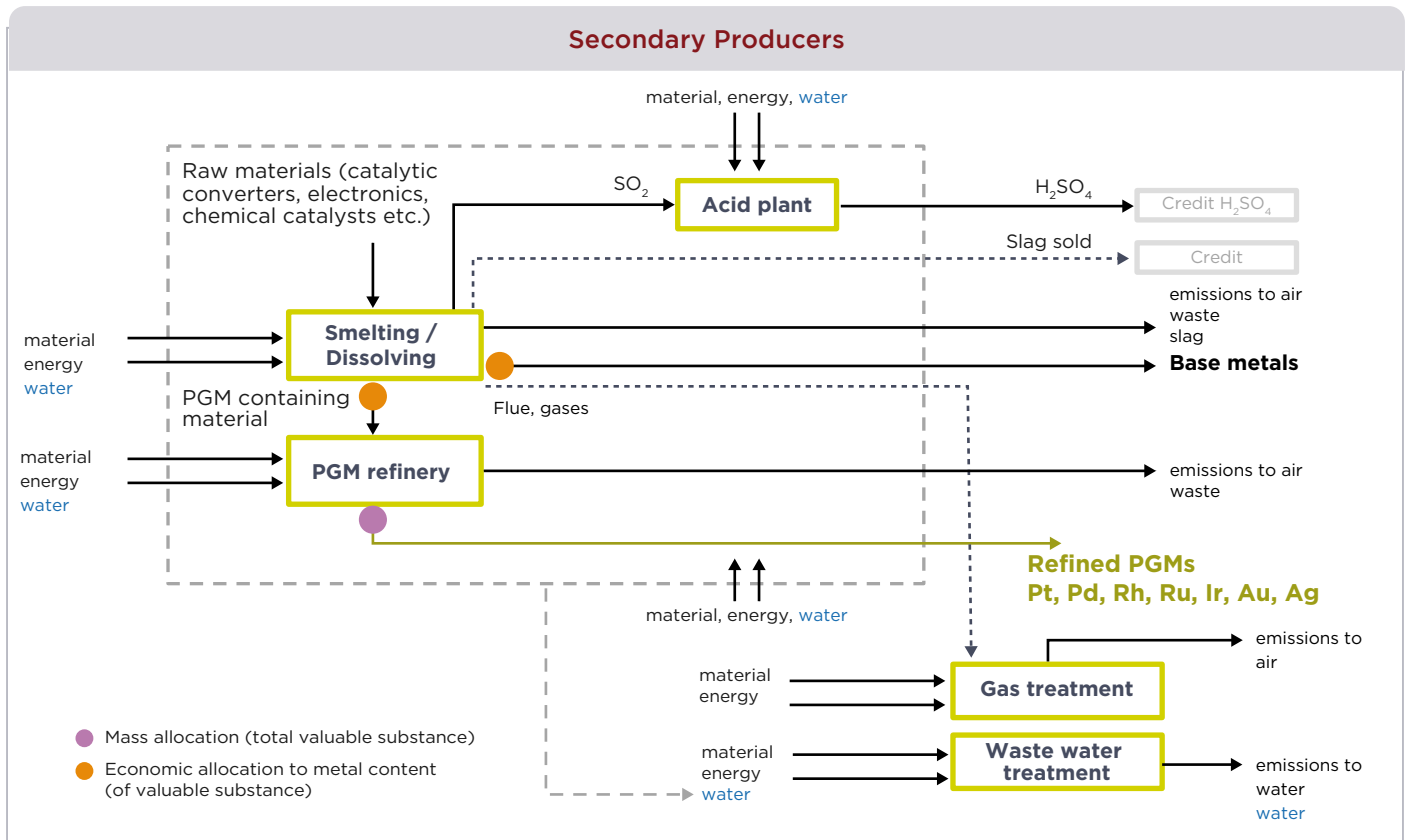 Secondary Producers
material, energy, water
Raw materials (catalytic
converters, electronics,
chemical catalysts etc.)
SO₂
Acid plant
H₂SO₄
Credit H₂SO₄
Slag sold
Credit
material
energy
water
Smelting /
Dissolving
emissions to air
waste
slag
Base metals
PGM containing
material
Flue, gases
material
energy
water
PGM refinery
emissions to air
waste
Refined PGMs
Pt, Pd, Rh, Ru, Ir, Au, Ag
material, energy, water
material
energy
Gas treatment
emissions to
air
Mass allocation (total valuable substance)
Economic allocation to metal content
(of valuable substance)
material
energy
water
Waste water
treatment
emissions to
water
water